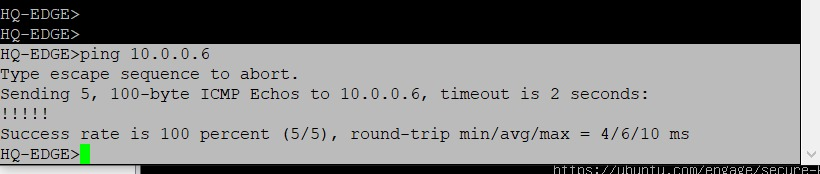 HQ-EDGE>
HQ-EDGE>
HQ-EDGE>ping 10.0.0.6
Type escape sequence to abort.
Sending 5, 100-byte ICMP Echos to 10.0.0.6, timeout is 2 seconds:
!!!!!
Success rate is 100 percent (5/5), round-trip min/avg/max = 4/6/10 ms
HQ-EDGE>
https://ubuntu.com/engage/secure-